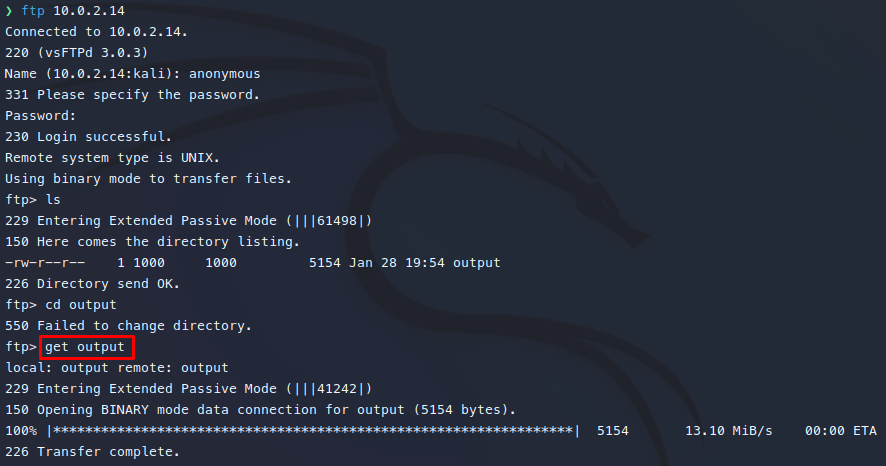 ❯ ftp 10.0.2.14
Connected to 10.0.2.14.
220 (vsFTPd 3.0.3)
Name (10.0.2.14:kali): anonymous
331 Please specify the password.
Password:
230 Login successful.
Remote system type is UNIX.
Using binary mode to transfer files.
ftp> ls
229 Entering Extended Passive Mode (|||61498|)
150 Here comes the directory listing.
-rw-r--r--    1 1000     1000         5154 Jan 28 19:54 output
226 Directory send OK.
ftp> cd output
550 Failed to change directory.
ftp> get output
local: output remote: output
229 Entering Extended Passive Mode (|||41242|)
150 Opening BINARY mode data connection for output (5154 bytes).
100% |*****************************************************************|  5154       13.10 MiB/s    00:00 ETA
226 Transfer complete.